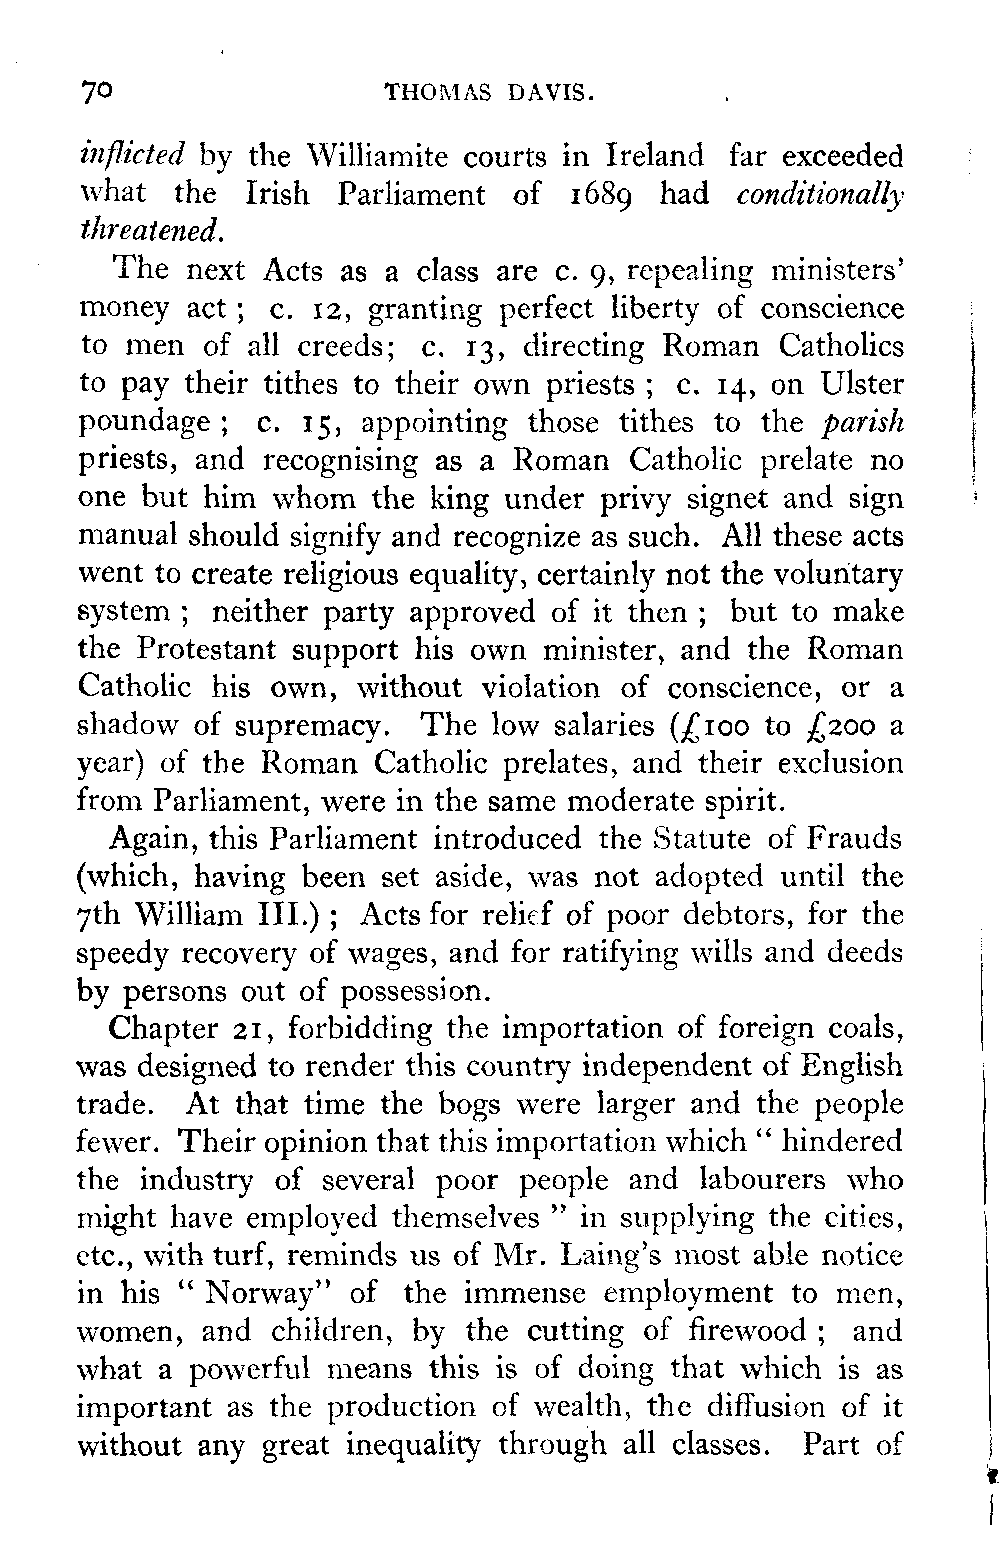 70 THOMAS DAVIS.
inflicted by the Williamite courts in Ireland far exceeded
what the Irish Parliament of 1689 had conditionally
threatened.
The next Acts as a class are c. 9, repealing ministers'
money act ; c. 12, granting perfect liberty of conscience
to men of all creeds; c. 13, directing Roman Catholics
to pay their tithes to their own priests ; c. 14, on Ulster
poundage ; c. 15, appointing those tithes to the parish
priests, and recognising as a Roman Catholic prelate no
one but him whom the king under privy signet and sign
manual should signify and recognize as such. All these acts
went to create religious equality, certainly not the voluntary
system ; neither party approved of it then ; but to make
the Protestant support his own minister, and the Roman
Catholic his own, without violation of conscience, or a
shadow of supremacy. The low salaries (£100 to £200 a
year) of the Roman Catholic prelates, and their exclusion
from Parliament, were in the same moderate spirit.
Again, this Parliament introduced the Statute of Frauds
(which, having been set aside, was not adopted until the
7th William III.) ; Acts for relief of poor debtors, for the
speedy recovery of wages, and for ratifying wills and deeds
by persons out of possession.
Chapter 21, forbidding the importation of foreign coals,
was designed to render this country independent of English
trade. At that time the bogs were larger and the people
fewer. Their opinion that this importation which “ hindered
the industry of several poor people and labourers who
might have employed themselves ” in supplying the cities,
etc., with turf, reminds us of Mr. Laing's most able notice
in his “ Norway” of the immense employment to men,
women, and children, by the cutting of firewood ; and
what a powerful means this is of doing that which is as
important as the production of wealth, the diffusion of it
without any great inequality through all classes. Part of